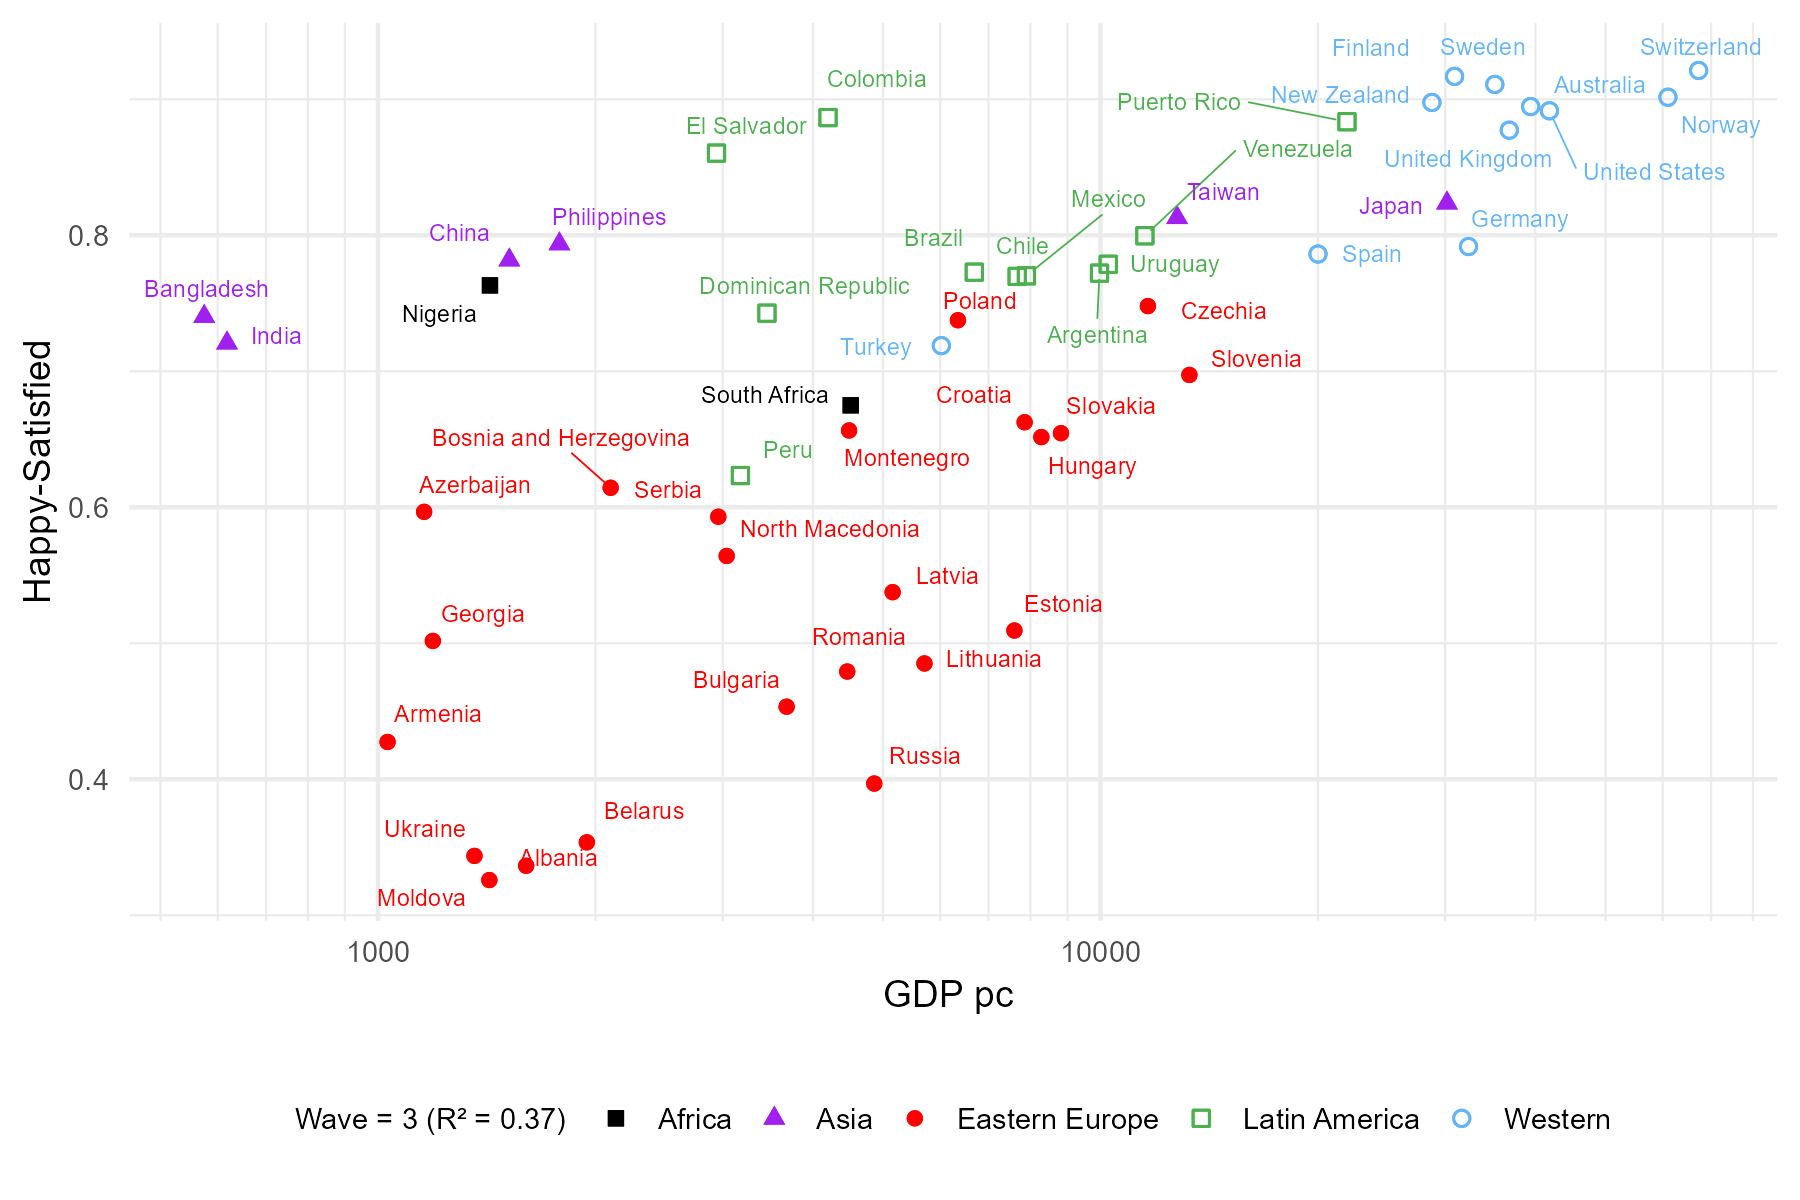 Finland
Sweden
Switzerland
Colombia
Australia
New Zealand
Puerto Rico
El Salvador
Norway
Venezuela
United Kingdom
United States
Taiwan
Mexico
Japan
Philippines
Germany
China
Brazil
Chile
0.8
Spain
Uruguay
Dominican Republic
Bangladesh
Poland
Czechia
Nigeria
India
Argentina
Turkey
Slovenia
South Africa
Croatia
Slovakia
Bosnia and Herzegovina
Peru
Montenegro
Hungary
Azerbaijan
Serbia
0.6
North Macedonia
Happy-Satisfied
Latvia
Estonia
Georgia
Romania
Lithuania
Bulgaria
Armenia
Russia
0.4
Belarus
Ukraine
Albania
Moldova
1000
10000
GDP pc
Wave = 3 (R² = 0.37) Africa Asia Eastern Europe Latin America Western